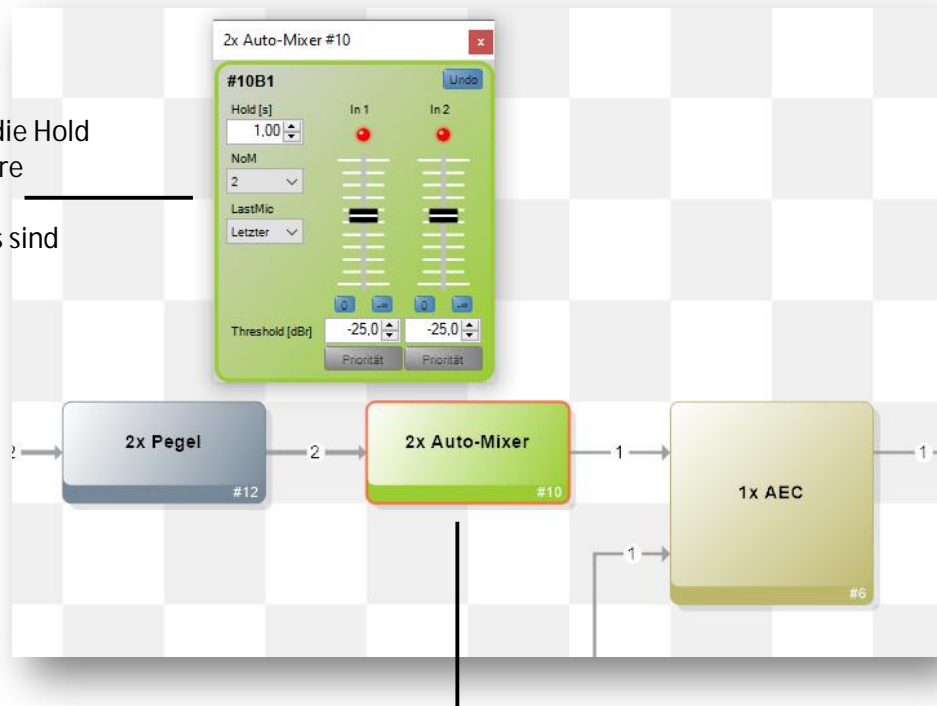 2x Auto-Mixer #10
x
#10B1
Undo
Hold [s]
In 1
In 2
1,00
NoM
2
LastMic
Letzter
0
-∞
0
-∞
Threshold [dBr]
-25,0
-25,0
Priorität
Priorität
die Hold
re
s sind
2
2x Pegel
#12
2
2x Auto-Mixer
#10
1
1x AEC
#6
1
1